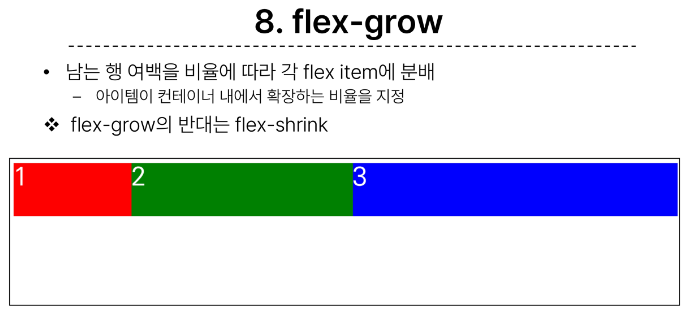 8. flex-grow
• 남는 행 여백을 비율에 따라 각 flex item에 분배
– 아이템이 컨테이너 내에서 확장하는 비율을 지정
❖ flex-grow의 반대는 flex-shrink
1 2 3